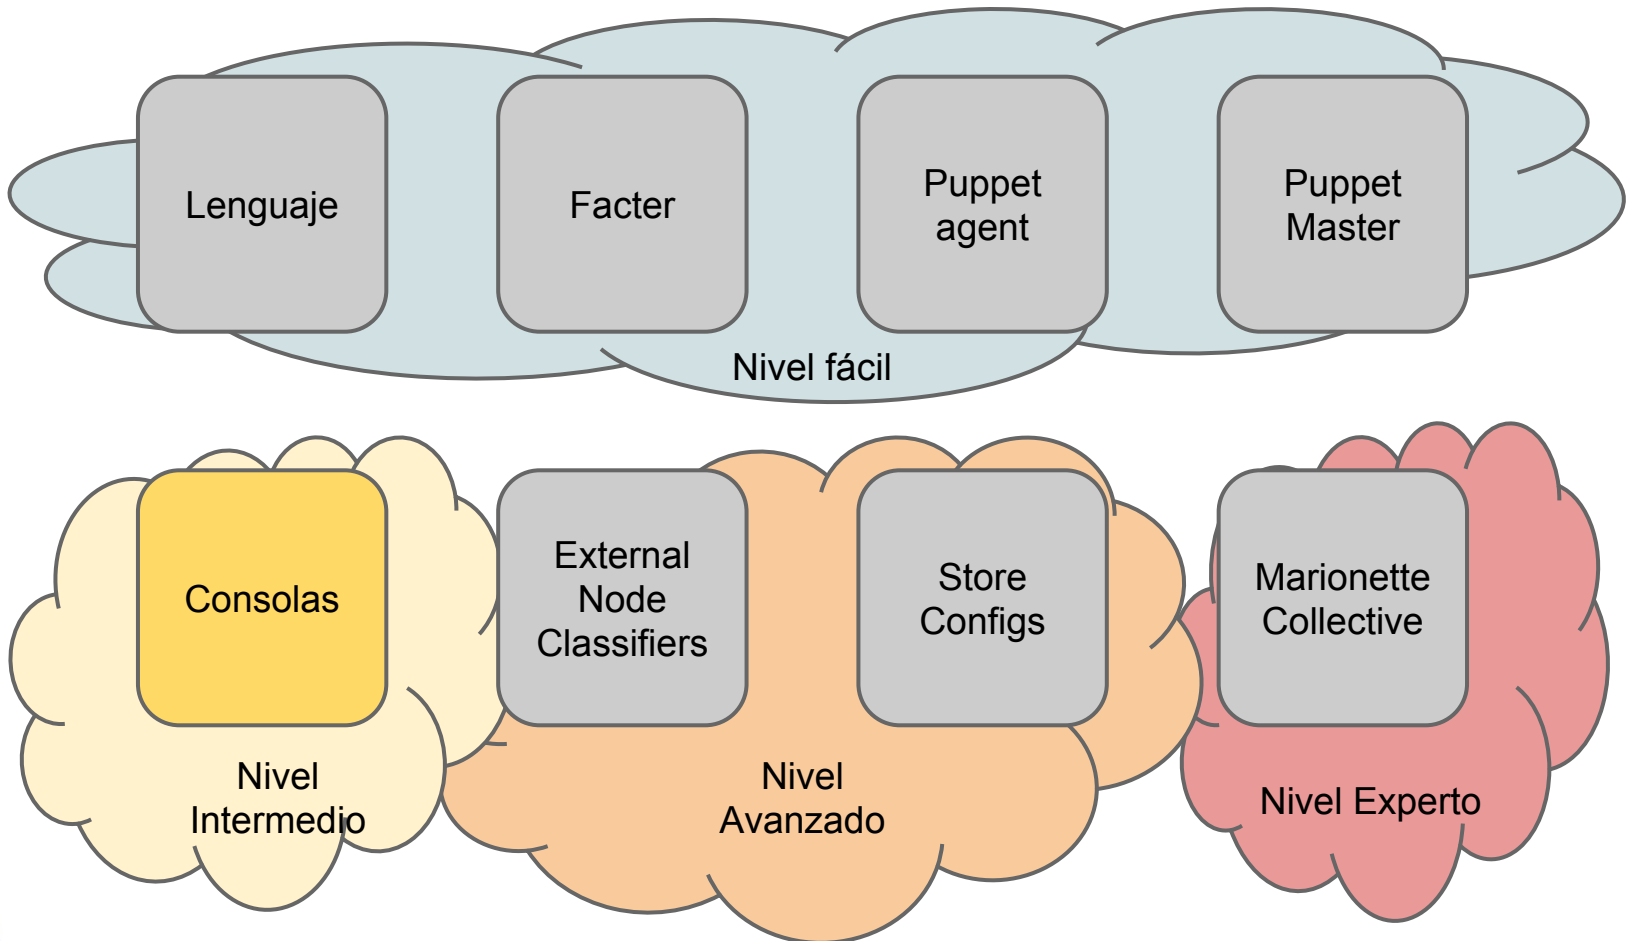 Lenguaje
Facter
Puppet
agent
Puppet
Master
Nivel fácil
Consolas
External
Node
Classifiers
Store
Configs
Marionette
Collective
Nivel
Intermedio
Nivel
Avanzado
Nivel Experto